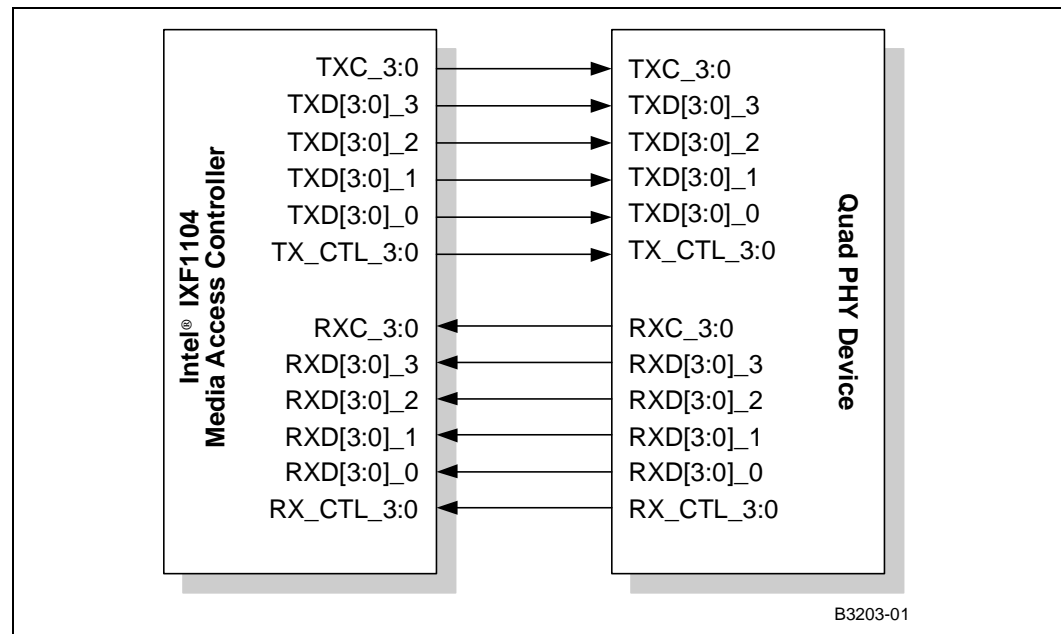 Intel® IXF1104
Media Access Controller
TXC_3:0
TXD[3:0]_3
TXD[3:0]_2
TXD[3:0]_1
TXD[3:0]_0
TX_CTL_3:0
RXC_3:0
RXD[3:0]_3
RXD[3:0]_2
RXD[3:0]_1
RXD[3:0]_0
RX_CTL_3:0
TXC_3:0
TXD[3:0]_3
TXD[3:0]_2
TXD[3:0]_1
TXD[3:0]_0
TX_CTL_3:0
RXC_3:0
RXD[3:0]_3
RXD[3:0]_2
RXD[3:0]_1
RXD[3:0]_0
RX_CTL_3:0
Quad PHY Device
B3203-01